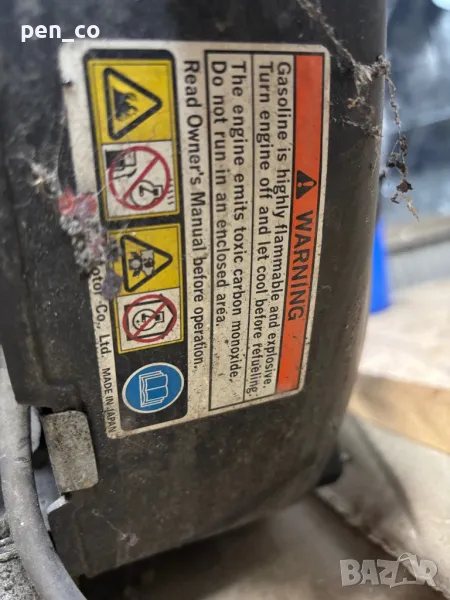 pen_co
WARNING
Gasoline is highly flammable and explosive.
Turn engine off and let cool before refueling.
The engine emits toxic carbon monoxide.
Do not run in an enclosed area.
Read Owner's Manual before operation.
Co., Ltd. MADE IN JAPAN
BAZAR.bg